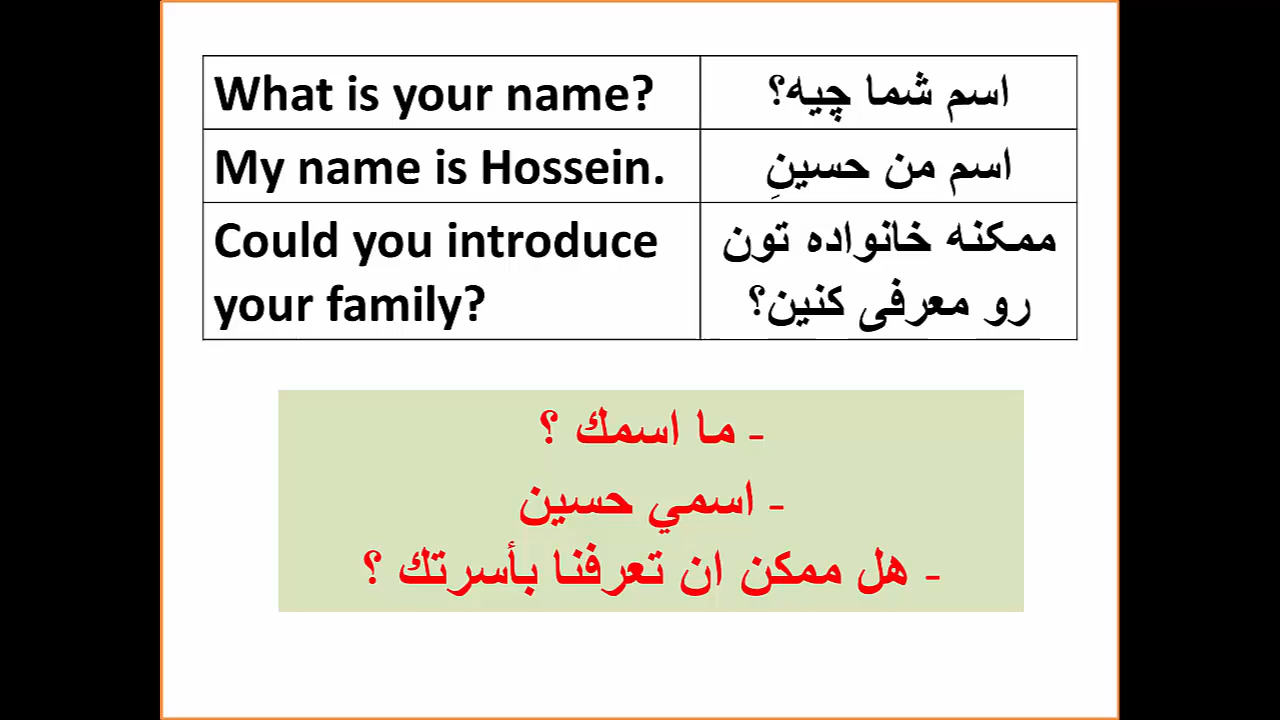 What is your name?
اسم شما چیه؟
My name is Hossein.
اسم من حسینِ
Could you introduce
your family?
ممکنه خانواده تون
رو معرفی کنین؟
- ما اسمك ؟
- اسمي حسين
- هل ممكن ان تعرفنا بأسرتك ؟